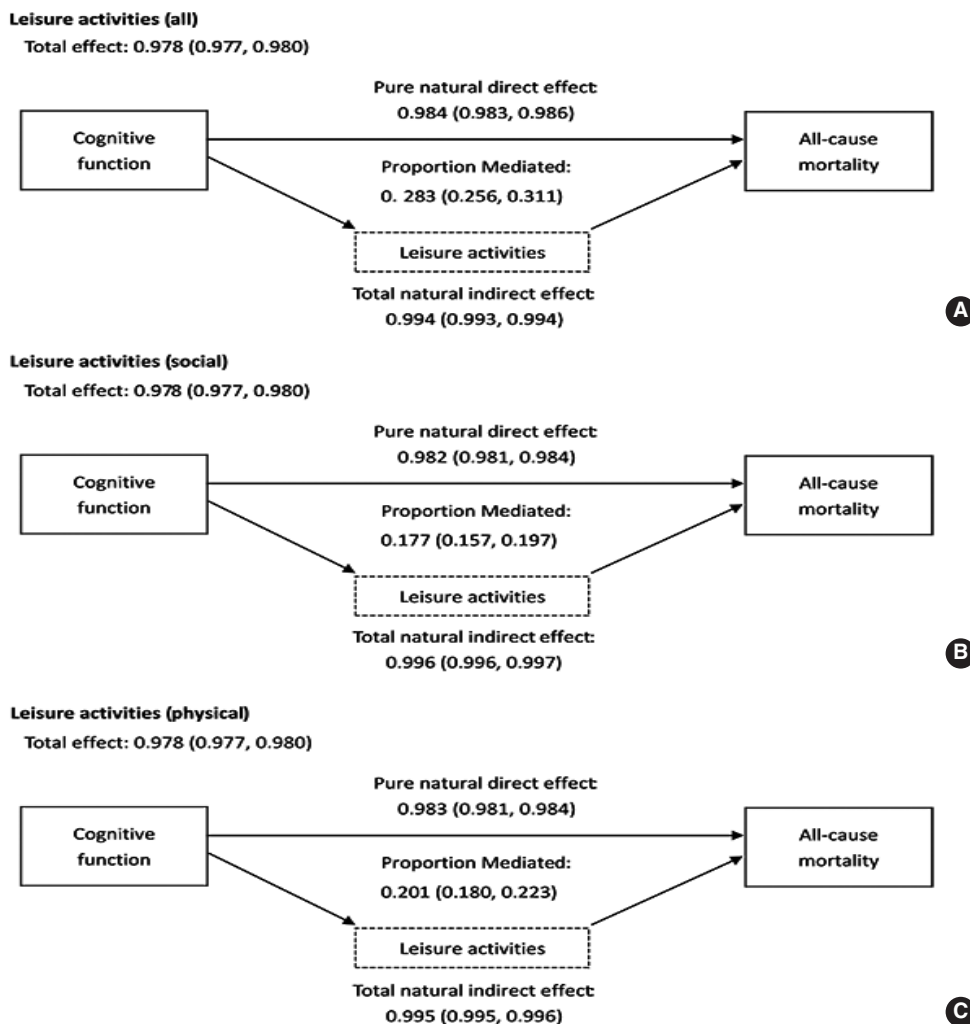 Leisure activities (all)
Total effect: 0.978 (0.977, 0.980)
Pure natural direct effect:
0.984 (0.983, 0.986)
Cognitive
function
All-cause
mortality
Proportion Mediated:
0. 283 (0.256, 0.311)
Leisure activities
Total natural indirect effect:
0.994 (0.993, 0.994)
A
Leisure activities (social)
Total effect: 0.978 (0.977, 0.980)
Pure natural direct effect:
0.982 (0.981, 0.984)
Cognitive
function
All-cause
mortality
Proportion Mediated:
0.177 (0.157, 0.197)
Leisure activities
Total natural indirect effect:
0.996 (0.996, 0.997)
B
Leisure activities (physical)
Total effect: 0.978 (0.977, 0.980)
Pure natural direct effect:
0.983 (0.981, 0.984)
Cognitive
function
All-cause
mortality
Proportion Mediated:
0.201 (0.180, 0.223)
Leisure activities
Total natural indirect effect:
0.995 (0.995, 0.996)
C